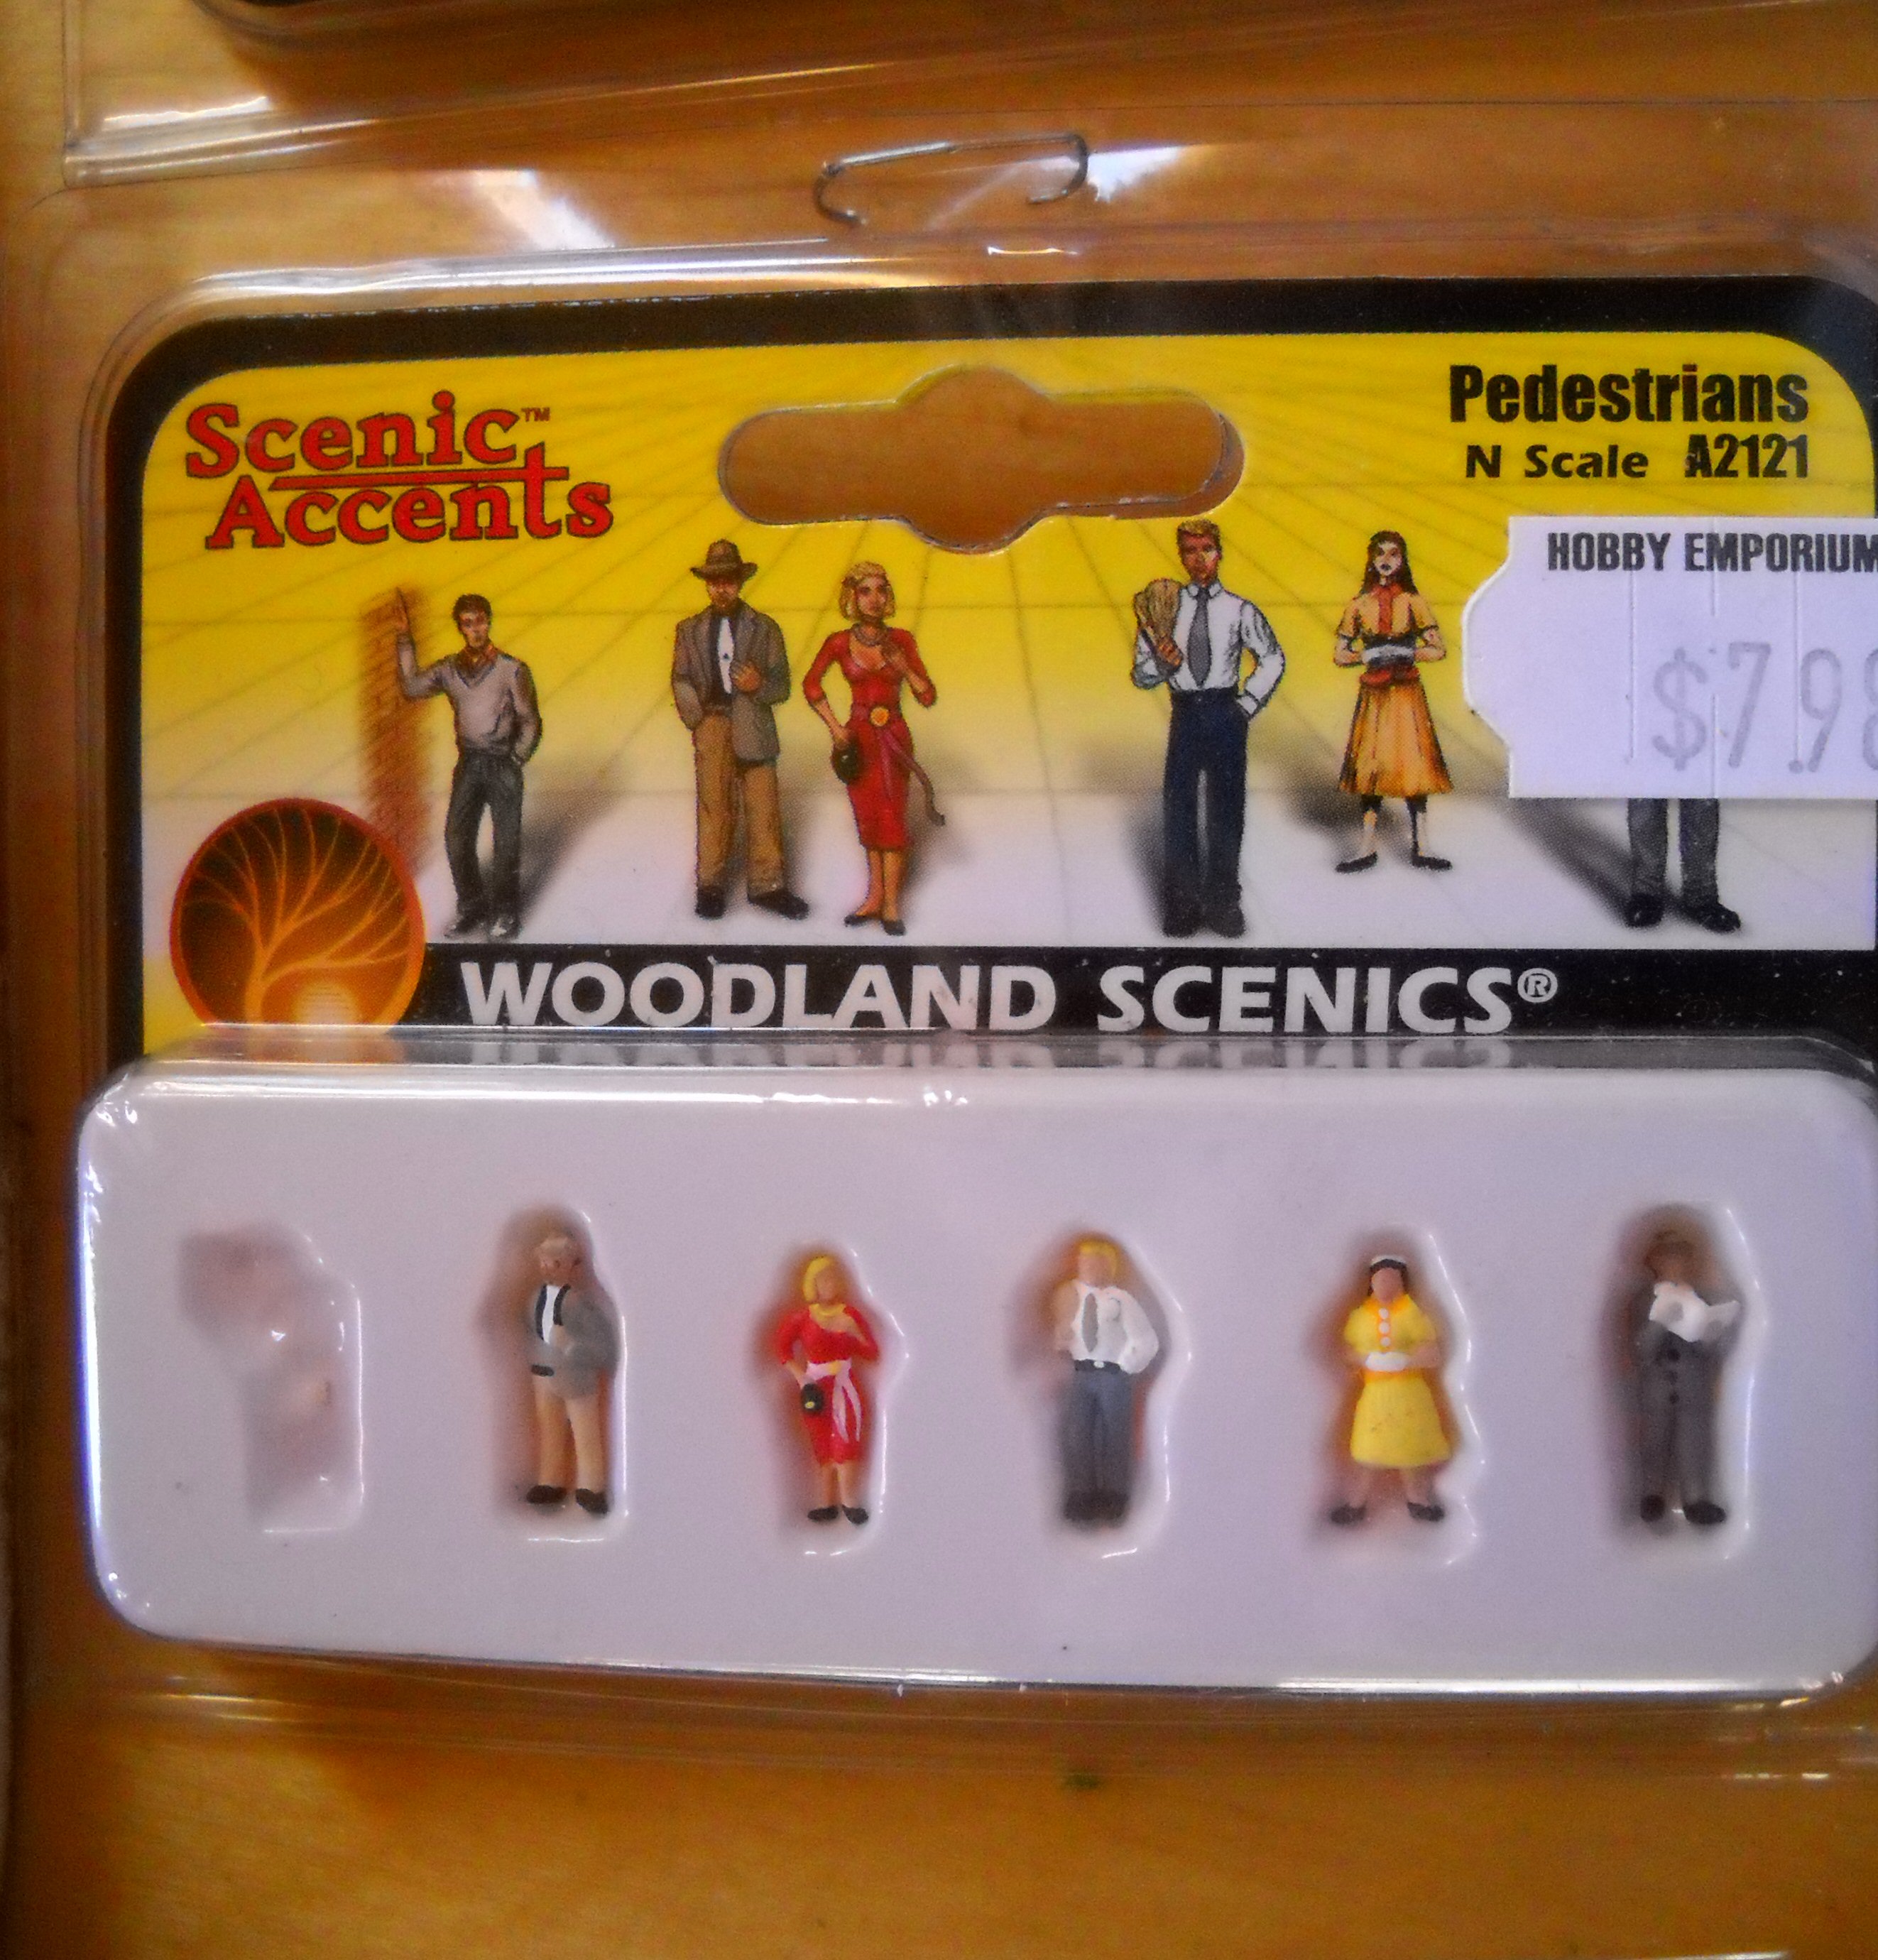 Scenic™
Accents
Pedestrians
N Scale A2121
HOBBY EMPORIUM
$7.98
WOODLAND SCENICS®